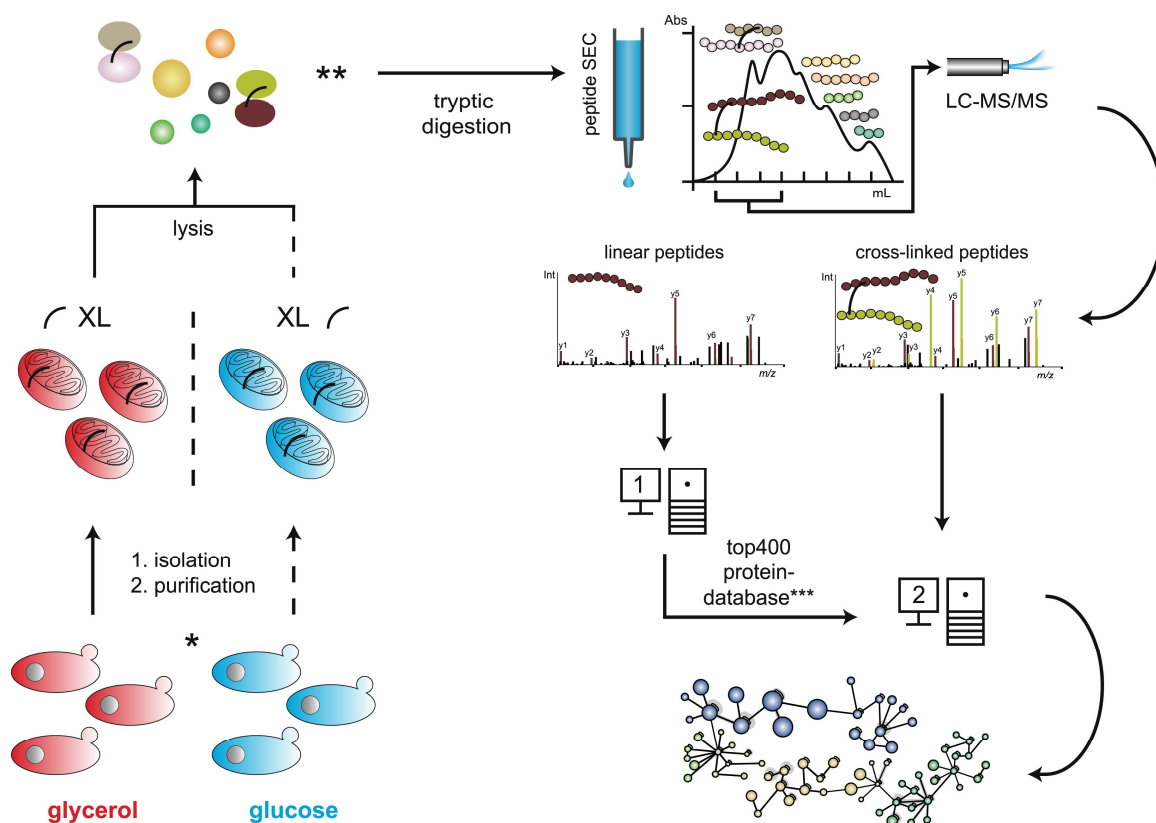 **
tryptic
digestion
peptide SEC
Abs
mL
LC-MS/MS
lysis
XL
XL
linear peptides
cross-linked peptides
Int
y1
y2
y3
y4
y5
y6
y7
m/z
Int
y1
y2
y2
y3
y3
y4
y4
y5
y5
y6
y6
y7
y7
m/z
1
top400
protein-
database***
2
1. isolation
2. purification
*
glycerol
glucose